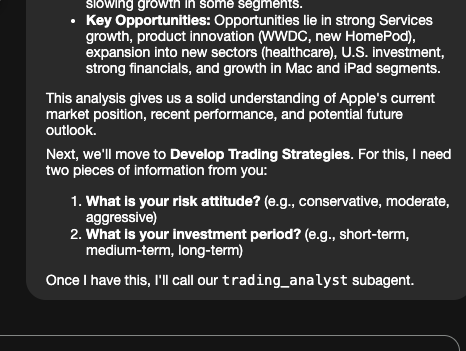 slowing growth in some segments.
• Key Opportunities: Opportunities lie in strong Services
growth, product innovation (WWDC, new HomePod),
expansion into new sectors (healthcare), U.S. investment,
strong financials, and growth in Mac and iPad segments.
This analysis gives us a solid understanding of Apple's current
market position, recent performance, and potential future
outlook.
Next, we'll move to Develop Trading Strategies. For this, I need
two pieces of information from you:
1. What is your risk attitude? (e.g., conservative, moderate,
aggressive)
2. What is your investment period? (e.g., short-term,
medium-term, long-term)
Once I have this, I'll call our trading_analyst subagent.